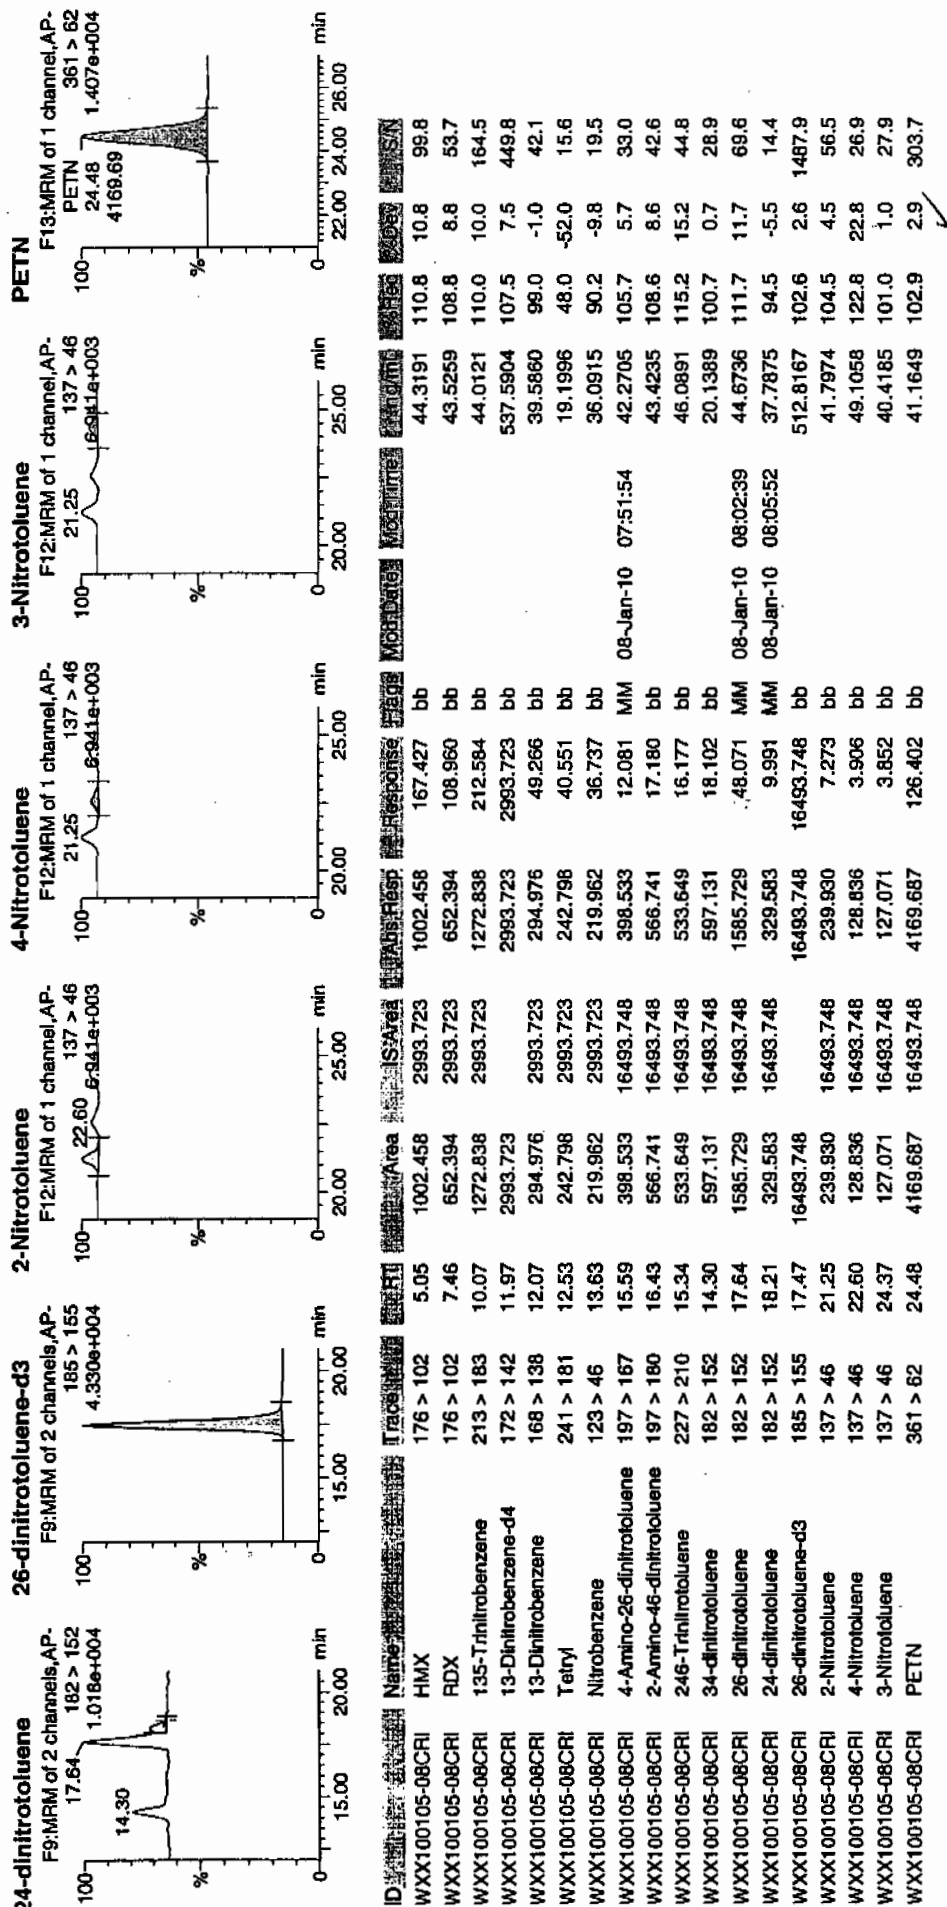 24-dinitrotoluene
F9:MRM of 2 channels,AP-
182 > 152
1.018e+004
17.64
14.30
100
%
0
15.00
20.00
min
26-dinitrotoluene-d3
F9:MRM of 2 channels,AP-
185 > 155
4.330e+004
100
%
0
15.00
20.00
min
2-Nitrotoluene
F12:MRM of 1 channel,AP-
137 > 46
6.941e+003
22.60
100
%
0
20.00
25.00
min
4-Nitrotoluene
F12:MRM of 1 channel,AP-
137 > 46
6.941e+003
21.25
100
%
0
20.00
25.00
min
3-Nitrotoluene
F12:MRM of 1 channel,AP-
137 > 46
6.941e+003
21.25
100
%
0
20.00
25.00
min
PETN
F13:MRM of 1 channel,AP-
361 > 62
1.407e+004
PETN
24.48
4169.69
100
%
0
22.00
24.00
26.00
min
ID Name Trace RT Area IS Area Abs.Resp Response Flags Mod.Date Mod.Time S/N
WXX100105-08CRI HMX 176 > 102 5.05 1002.458 2993.723 1002.458 167.427 bb 44.3191 110.8 10.8 99.8
WXX100105-08CRI RDX 176 > 102 7.46 652.394 2993.723 652.394 108.960 bb 43.5259 108.8 8.8 53.7
WXX100105-08CRI 135-Trinitrobenzene 213 > 183 10.07 1272.838 2993.723 1272.838 212.584 bb 44.0121 110.0 10.0 164.5
WXX100105-08CRI 13-Dinitrobenzene-d4 172 > 142 11.97 2993.723 2993.723 2993.723 bb 537.5904 107.5 7.5 449.8
WXX100105-08CRI 13-Dinitrobenzene 168 > 138 12.07 294.976 2993.723 294.976 49.266 bb 39.5860 99.0 -1.0 42.1
WXX100105-08CRI Tetryl 241 > 181 12.53 242.798 2993.723 242.798 40.551 bb 19.1996 48.0 -52.0 15.6
WXX100105-08CRI Nitrobenzene 123 > 46 13.63 219.962 2993.723 219.962 36.737 bb 36.0915 90.2 -9.8 19.5
WXX100105-08CRI 4-Amino-26-dinitrotoluene 197 > 167 15.59 398.533 16493.748 398.533 12.081 MM 08-Jan-10 07:51:54 42.2705 105.7 5.7 33.0
WXX100105-08CRI 2-Amino-46-dinitrotoluene 197 > 180 16.43 566.741 16493.748 566.741 17.180 bb 43.4235 108.6 8.6 42.6
WXX100105-08CRI 246-Trinitrotoluene 227 > 210 15.34 533.649 16493.748 533.649 16.177 bb 46.0891 115.2 15.2 44.8
WXX100105-08CRI 34-dinitrotoluene 182 > 152 14.30 597.131 16493.748 597.131 18.102 bb 20.1389 100.7 0.7 28.9
WXX100105-08CRI 26-dinitrotoluene 182 > 152 17.64 1585.729 16493.748 1585.729 48.071 MM 08-Jan-10 08:02:39 44.6736 111.7 11.7 69.6
WXX100105-08CRI 24-dinitrotoluene 182 > 152 18.21 329.583 16493.748 329.583 9.991 MM 08-Jan-10 08:05:52 37.7875 94.5 -5.5 14.4
WXX100105-08CRI 26-dinitrotoluene-d3 185 > 155 17.47 16493.748 16493.748 16493.748 bb 512.8167 102.6 2.6 1487.9
WXX100105-08CRI 2-Nitrotoluene 137 > 46 21.25 239.930 16493.748 239.930 7.273 bb 41.7974 104.5 4.5 56.5
WXX100105-08CRI 4-Nitrotoluene 137 > 46 22.60 128.836 16493.748 128.836 3.906 bb 49.1058 122.8 22.8 26.9
WXX100105-08CRI 3-Nitrotoluene 137 > 46 24.37 127.071 16493.748 127.071 3.852 bb 40.4185 101.0 1.0 27.9
WXX100105-08CRI PETN 361 > 62 24.48 4169.687 16493.748 4169.687 126.402 bb 41.1649 102.9 2.9 303.7